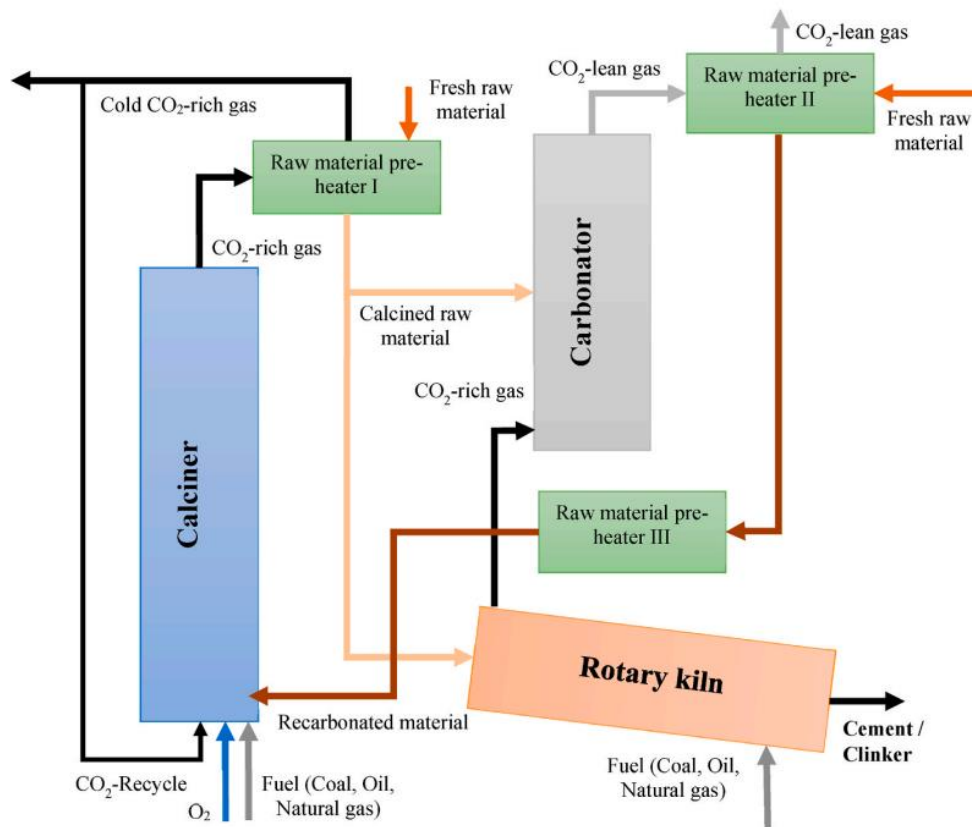 CO₂-lean gas
CO₂-lean gas
Raw material pre-
heater II
Fresh raw
material
Cold CO₂-rich gas
Fresh raw
material
Raw material pre-
heater I
CO₂-rich gas
Calcined raw
material
Carbonator
CO₂-rich gas
Calciner
Raw material pre-
heater III
Rotary kiln
Recarbonated material
Cement /
Clinker
CO₂-Recycle
O₂
Fuel (Coal, Oil,
Natural gas)
Fuel (Coal, Oil,
Natural gas)